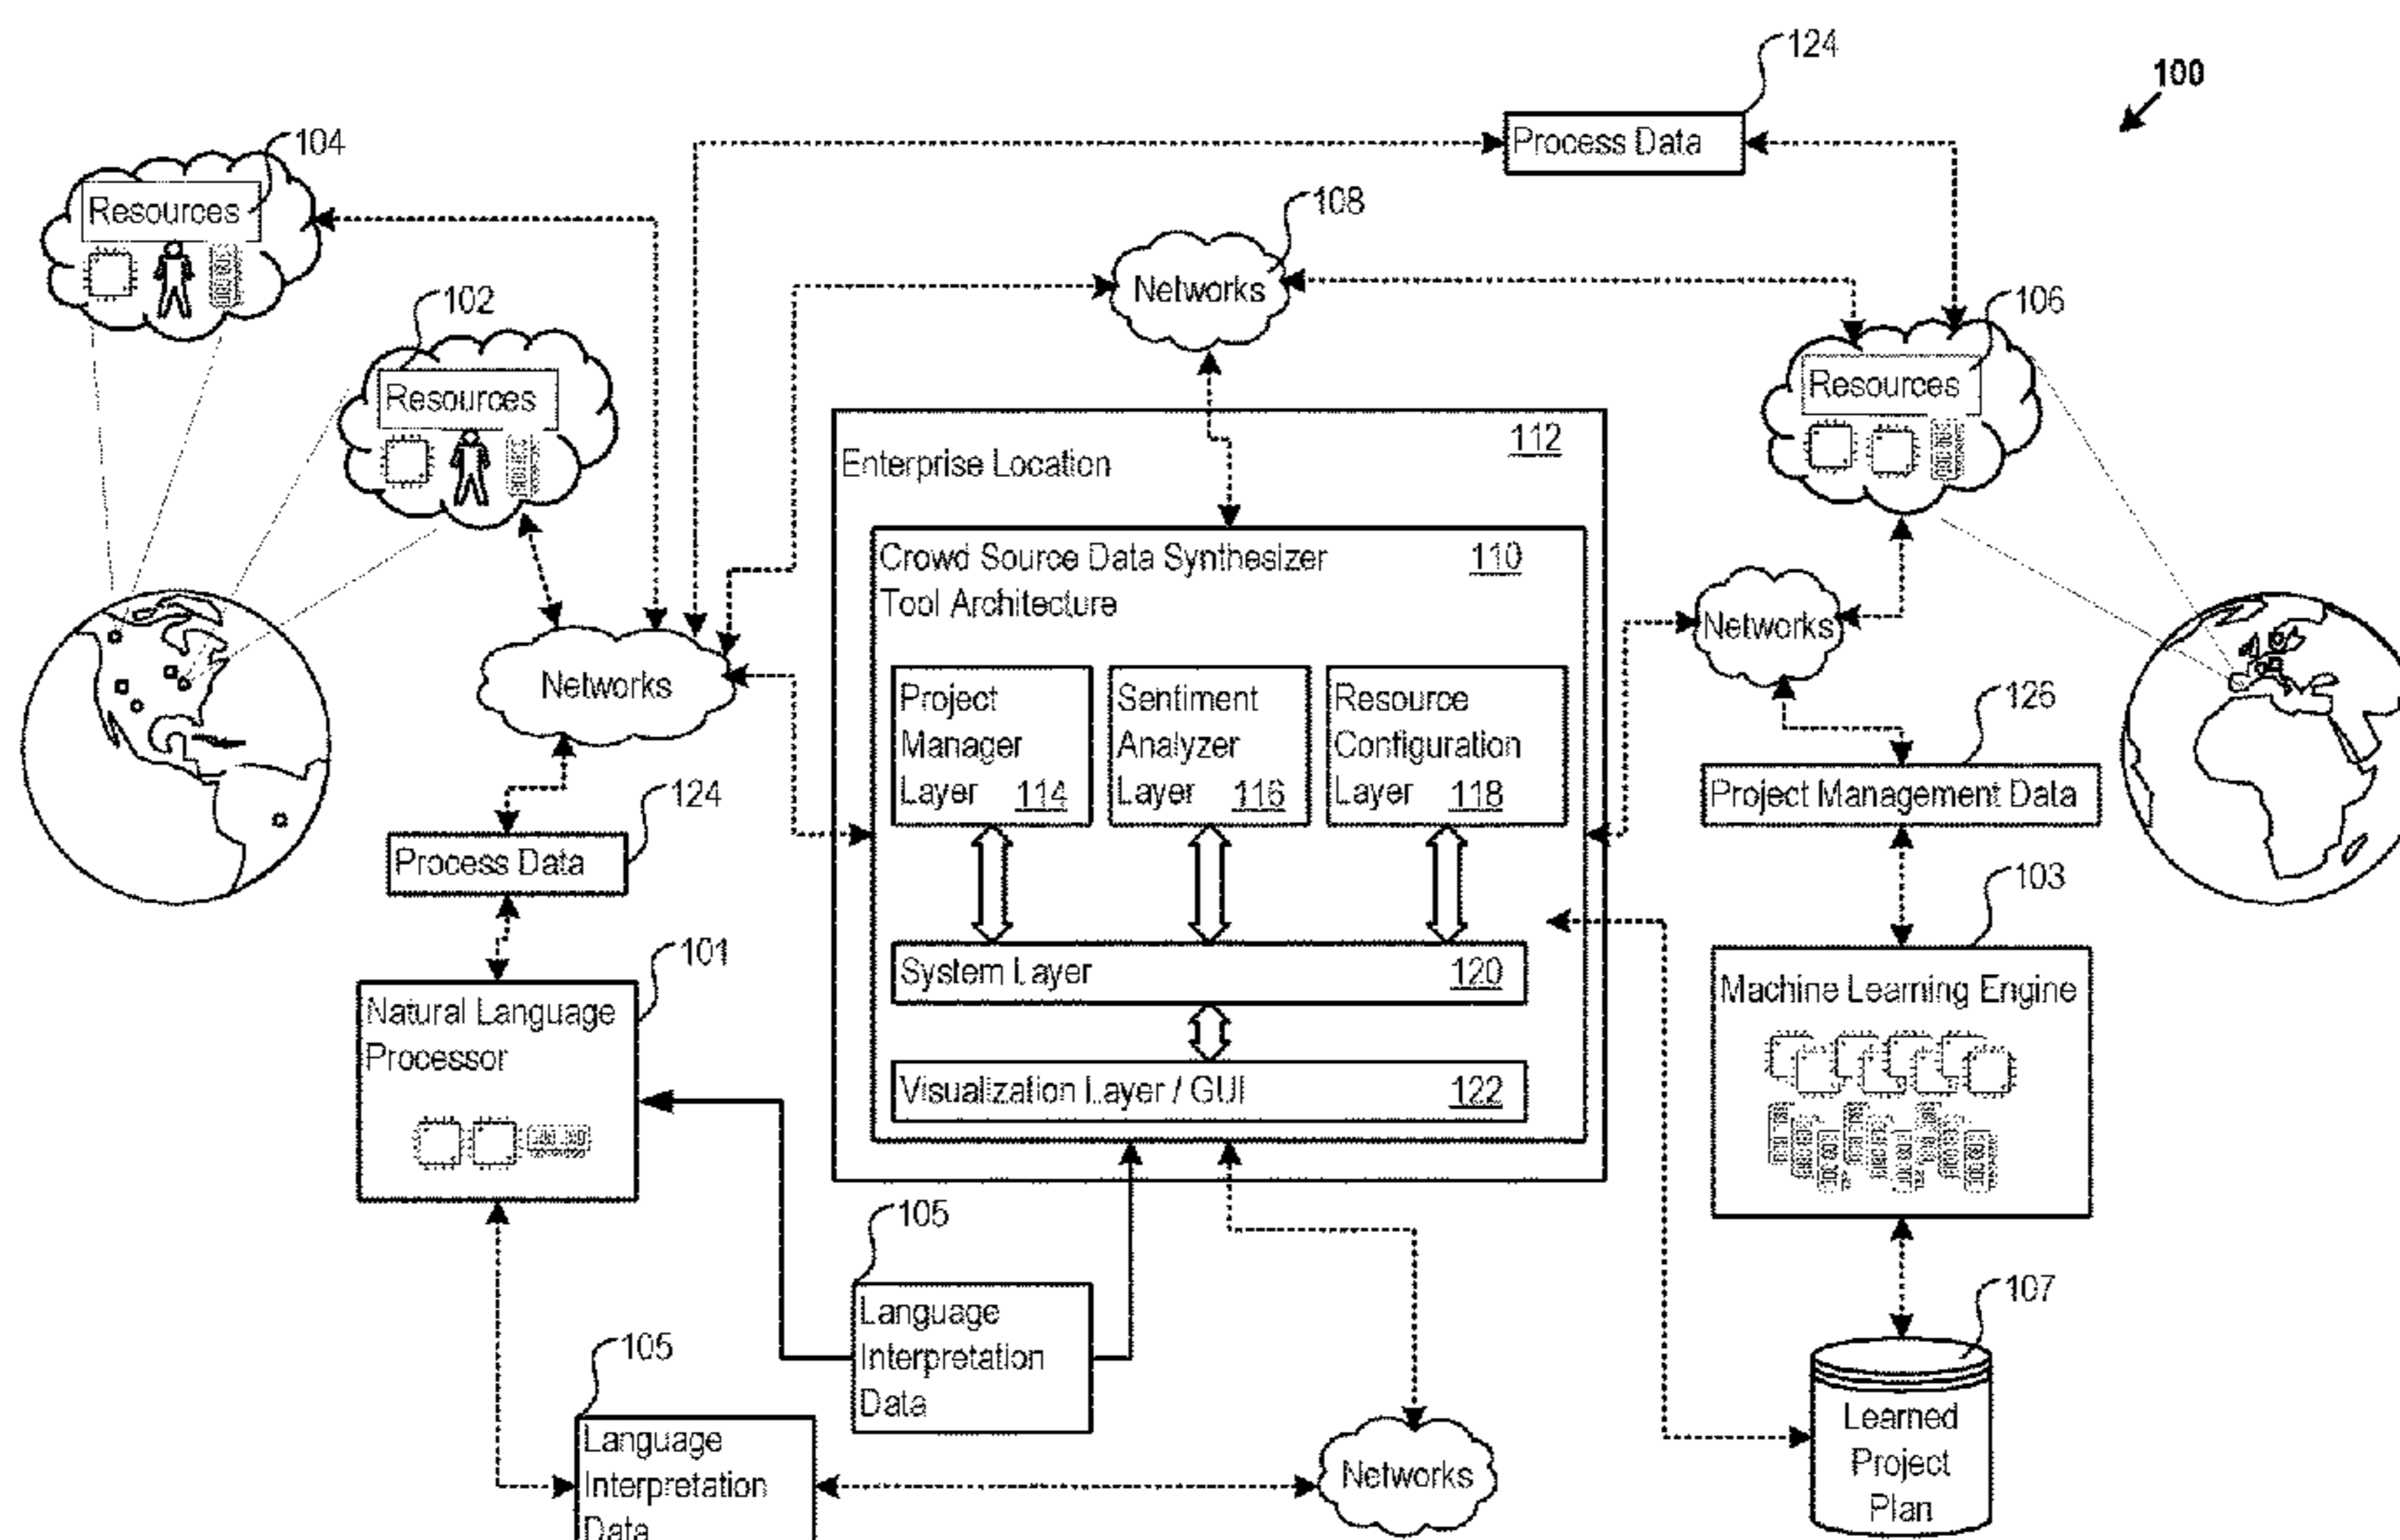 124
100
Process Data
104
Resources
108
Networks
102
Resources
106
Resources
112
Enterprise Location
Crowd Source Data Synthesizer
Tool Architecture
110
Networks
Networks
Project
Manager
Layer 114
Sentiment
Analyzer
Layer 116
Resource
Configuration
Layer 118
126
Project Management Data
124
Process Data
103
101
System Layer 120
Machine Learning Engine
Natural Language
Processor
Visualization Layer / GUI 122
105
Language
Interpretation
Data
107
105
Language
Interpretation
Data
Networks
Learned
Project
Plan